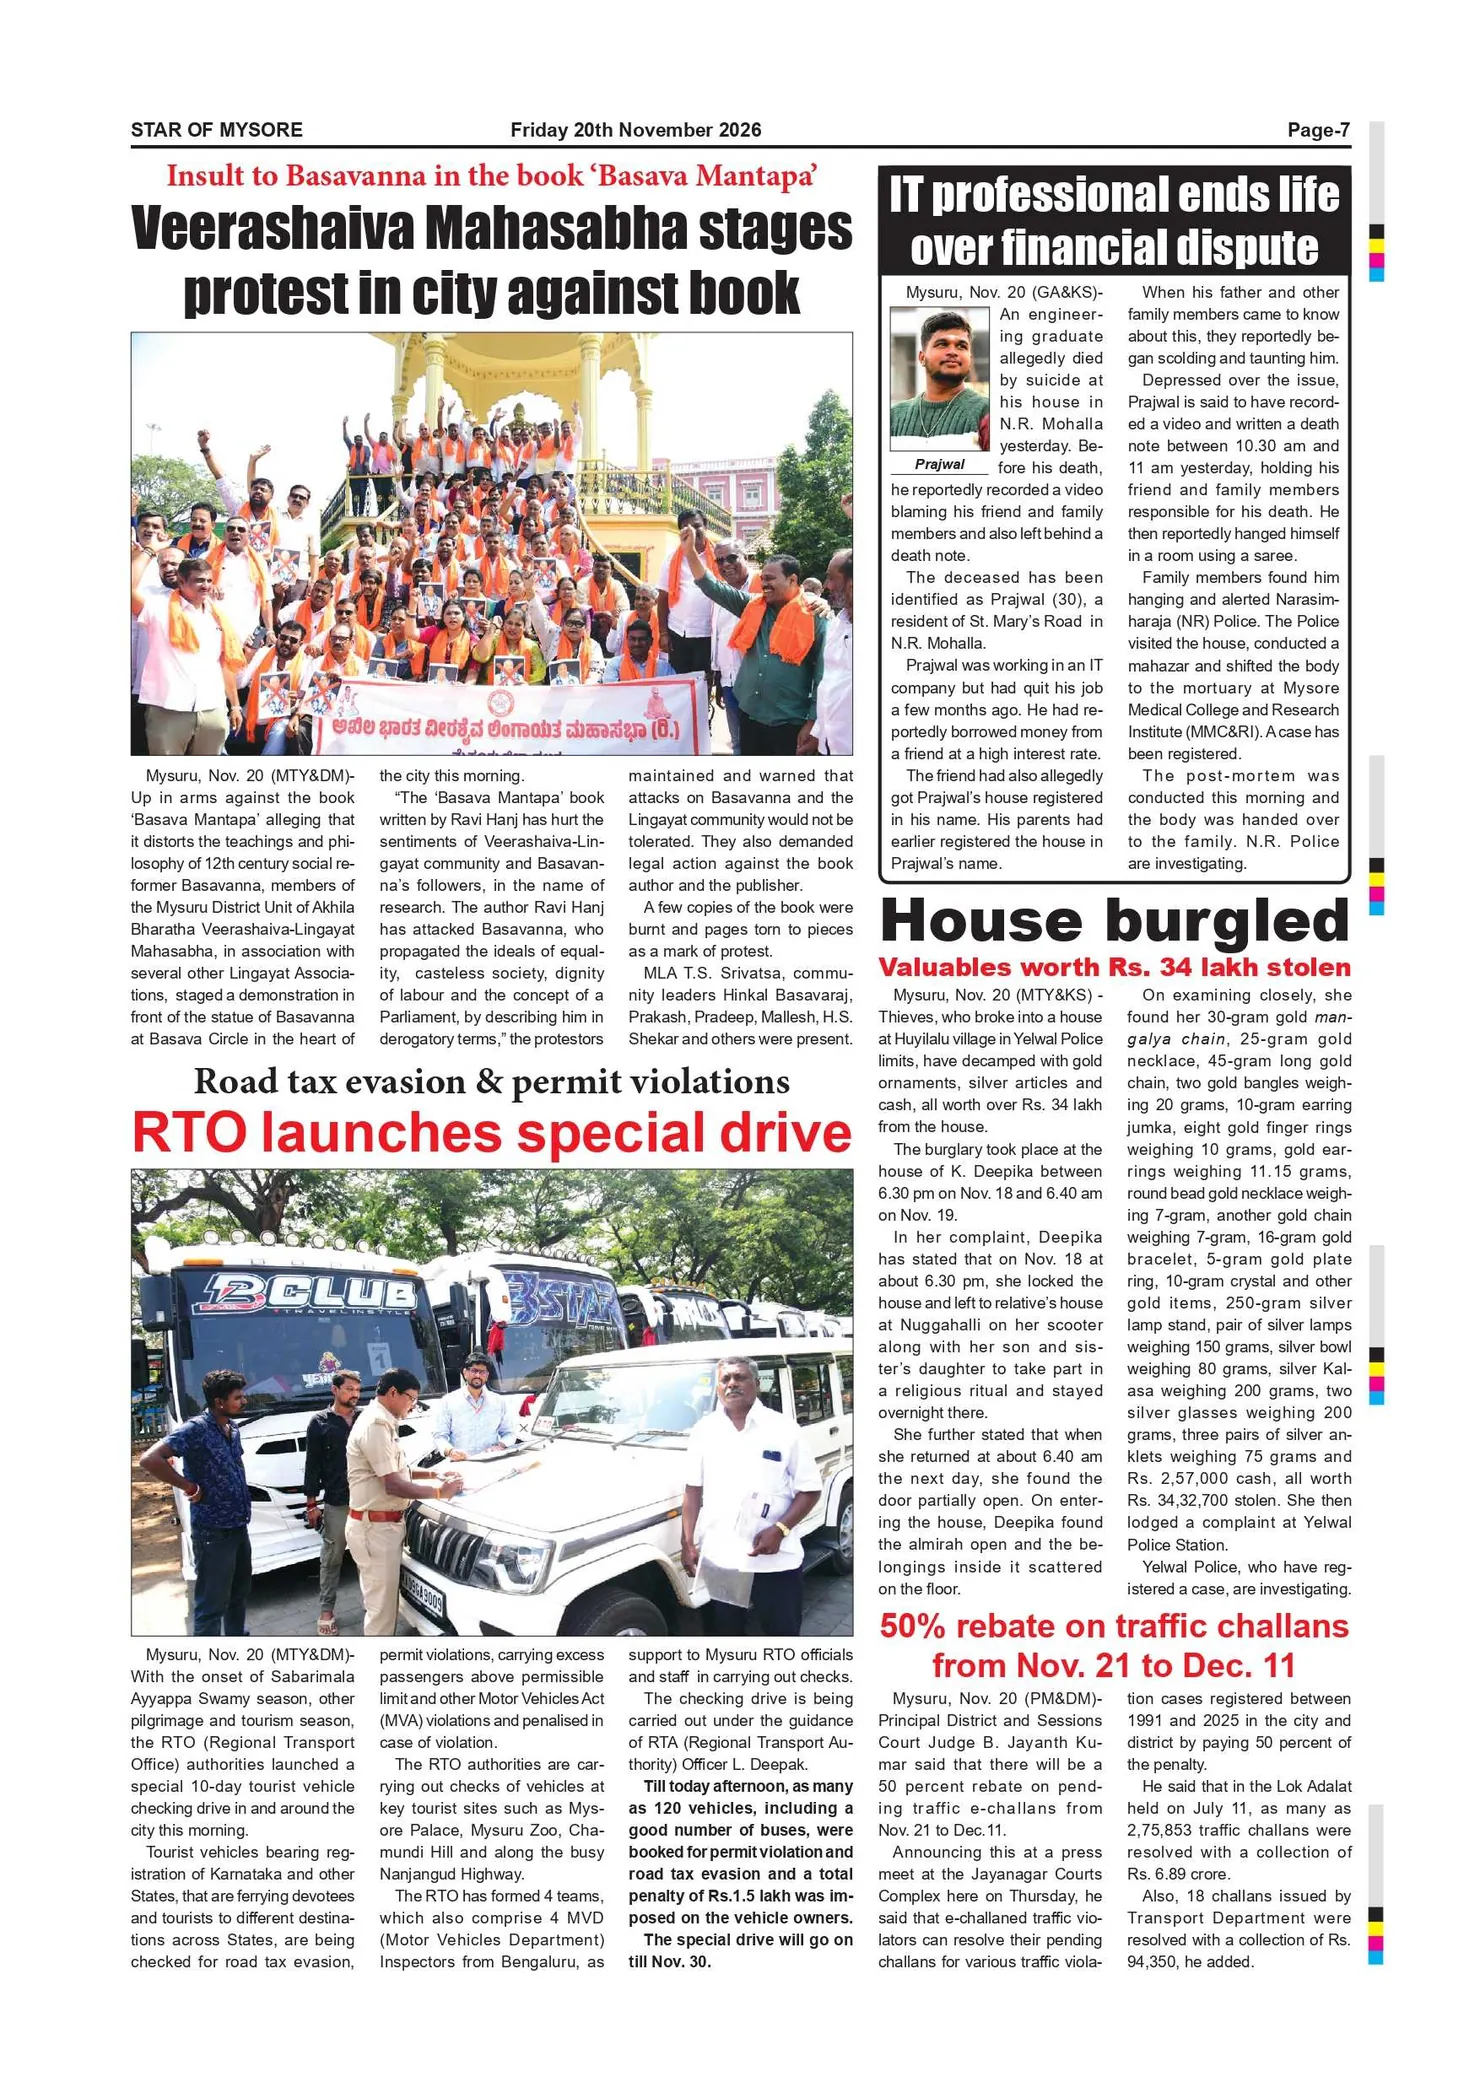 STAR OF MYSORE
Friday 20th November 2026
Page-7
Insult to Basavanna in the book ‘Basava Mantapa’
Veerashaiva Mahasabha stages
protest in city against book
ಅಖಿಲ ಭಾರತ ವೀರಶೈವ ಲಿಂಗಾಯತ ಮಹಾಸಭಾ (ರಿ.)
Mysuru, Nov. 20 (MTY&DM)-
Up in arms against the book
‘Basava Mantapa’ alleging that
it distorts the teachings and phi-
losophy of 12th century social re-
former Basavanna, members of
the Mysuru District Unit of Akhila
Bharatha Veerashaiva-Lingayat
Mahasabha, in association with
several other Lingayat Associa-
tions, staged a demonstration in
front of the statue of Basavanna
at Basava Circle in the heart of
the city this morning.
“The ‘Basava Mantapa’ book
written by Ravi Hanj has hurt the
sentiments of Veerashaiva-Lin-
gayat community and Basavan-
na’s followers, in the name of
research. The author Ravi Hanj
has attacked Basavanna, who
propagated the ideals of equal-
ity, casteless society, dignity
of labour and the concept of a
Parliament, by describing him in
derogatory terms,” the protestors
maintained and warned that
attacks on Basavanna and the
Lingayat community would not be
tolerated. They also demanded
legal action against the book
author and the publisher.
A few copies of the book were
burnt and pages torn to pieces
as a mark of protest.
MLA T.S. Srivatsa, commu-
nity leaders Hinkal Basavaraj,
Prakash, Pradeep, Mallesh, H.S.
Shekar and others were present.
Road tax evasion & permit violations
RTO launches special drive
BCLUB
TRAVEL IN STYLE
BSTAR
09GA9009
Mysuru, Nov. 20 (MTY&DM)-
With the onset of Sabarimala
Ayyappa Swamy season, other
pilgrimage and tourism season,
the RTO (Regional Transport
Office) authorities launched a
special 10-day tourist vehicle
checking drive in and around the
city this morning.
Tourist vehicles bearing reg-
istration of Karnataka and other
States, that are ferrying devotees
and tourists to different destina-
tions across States, are being
checked for road tax evasion,
permit violations, carrying excess
passengers above permissible
limit and other Motor Vehicles Act
(MVA) violations and penalised in
case of violation.
The RTO authorities are car-
rying out checks of vehicles at
key tourist sites such as Mys-
ore Palace, Mysuru Zoo, Cha-
mundi Hill and along the busy
Nanjangud Highway.
The RTO has formed 4 teams,
which also comprise 4 MVD
(Motor Vehicles Department)
Inspectors from Bengaluru, as
support to Mysuru RTO officials
and staff in carrying out checks.
The checking drive is being
carried out under the guidance
of RTA (Regional Transport Au-
thority) Officer L. Deepak.
Till today afternoon, as many
as 120 vehicles, including a
good number of buses, were
booked for permit violation and
road tax evasion and a total
penalty of Rs.1.5 lakh was im-
posed on the vehicle owners.
The special drive will go on
till Nov. 30.
IT professional ends life
over financial dispute
Mysuru, Nov. 20 (GA&KS)-
An engineer-
ing graduate
allegedly died
by suicide at
his house in
N.R. Mohalla
yesterday. Be-
fore his death,
Prajwal
he reportedly recorded a video
blaming his friend and family
members and also left behind a
death note.
The deceased has been
identified as Prajwal (30), a
resident of St. Mary’s Road in
N.R. Mohalla.
Prajwal was working in an IT
company but had quit his job
a few months ago. He had re-
portedly borrowed money from
a friend at a high interest rate.
The friend had also allegedly
got Prajwal’s house registered
in his name. His parents had
earlier registered the house in
Prajwal’s name.
When his father and other
family members came to know
about this, they reportedly be-
gan scolding and taunting him.
Depressed over the issue,
Prajwal is said to have record-
ed a video and written a death
note between 10.30 am and
11 am yesterday, holding his
friend and family members
responsible for his death. He
then reportedly hanged himself
in a room using a saree.
Family members found him
hanging and alerted Narasim-
haraja (NR) Police. The Police
visited the house, conducted a
mahazar and shifted the body
to the mortuary at Mysore
Medical College and Research
Institute (MMC&RI). A case has
been registered.
The post-mortem was
conducted this morning and
the body was handed over
to the family. N.R. Police
are investigating.
House burgled
Valuables worth Rs. 34 lakh stolen
Mysuru, Nov. 20 (MTY&KS) -
Thieves, who broke into a house
at Huyilalu village in Yelwal Police
limits, have decamped with gold
ornaments, silver articles and
cash, all worth over Rs. 34 lakh
from the house.
The burglary took place at the
house of K. Deepika between
6.30 pm on Nov. 18 and 6.40 am
on Nov. 19.
In her complaint, Deepika
has stated that on Nov. 18 at
about 6.30 pm, she locked the
house and left to relative’s house
at Nuggahalli on her scooter
along with her son and sis-
ter’s daughter to take part in
a religious ritual and stayed
overnight there.
She further stated that when
she returned at about 6.40 am
the next day, she found the
door partially open. On enter-
ing the house, Deepika found
the almirah open and the be-
longings inside it scattered
on the floor.
On examining closely, she
found her 30-gram gold man-
galya chain, 25-gram gold
necklace, 45-gram long gold
chain, two gold bangles weigh-
ing 20 grams, 10-gram earring
jumka, eight gold finger rings
weighing 10 grams, gold ear-
rings weighing 11.15 grams,
round bead gold necklace weigh-
ing 7-gram, another gold chain
weighing 7-gram, 16-gram gold
bracelet, 5-gram gold plate
ring, 10-gram crystal and other
gold items, 250-gram silver
lamp stand, pair of silver lamps
weighing 150 grams, silver bowl
weighing 80 grams, silver Kal-
asa weighing 200 grams, two
silver glasses weighing 200
grams, three pairs of silver an-
klets weighing 75 grams and
Rs. 2,57,000 cash, all worth
Rs. 34,32,700 stolen. She then
lodged a complaint at Yelwal
Police Station.
Yelwal Police, who have reg-
istered a case, are investigating.
50% rebate on traffic challans
from Nov. 21 to Dec. 11
Mysuru, Nov. 20 (PM&DM)-
Principal District and Sessions
Court Judge B. Jayanth Ku-
mar said that there will be a
50 percent rebate on pend-
ing traffic e-challans from
Nov. 21 to Dec.11.
Announcing this at a press
meet at the Jayanagar Courts
Complex here on Thursday, he
said that e-challaned traffic vio-
lators can resolve their pending
challans for various traffic viola-
tion cases registered between
1991 and 2025 in the city and
district by paying 50 percent of
the penalty.
He said that in the Lok Adalat
held on July 11, as many as
2,75,853 traffic challans were
resolved with a collection of
Rs. 6.89 crore.
Also, 18 challans issued by
Transport Department were
resolved with a collection of Rs.
94,350, he added.